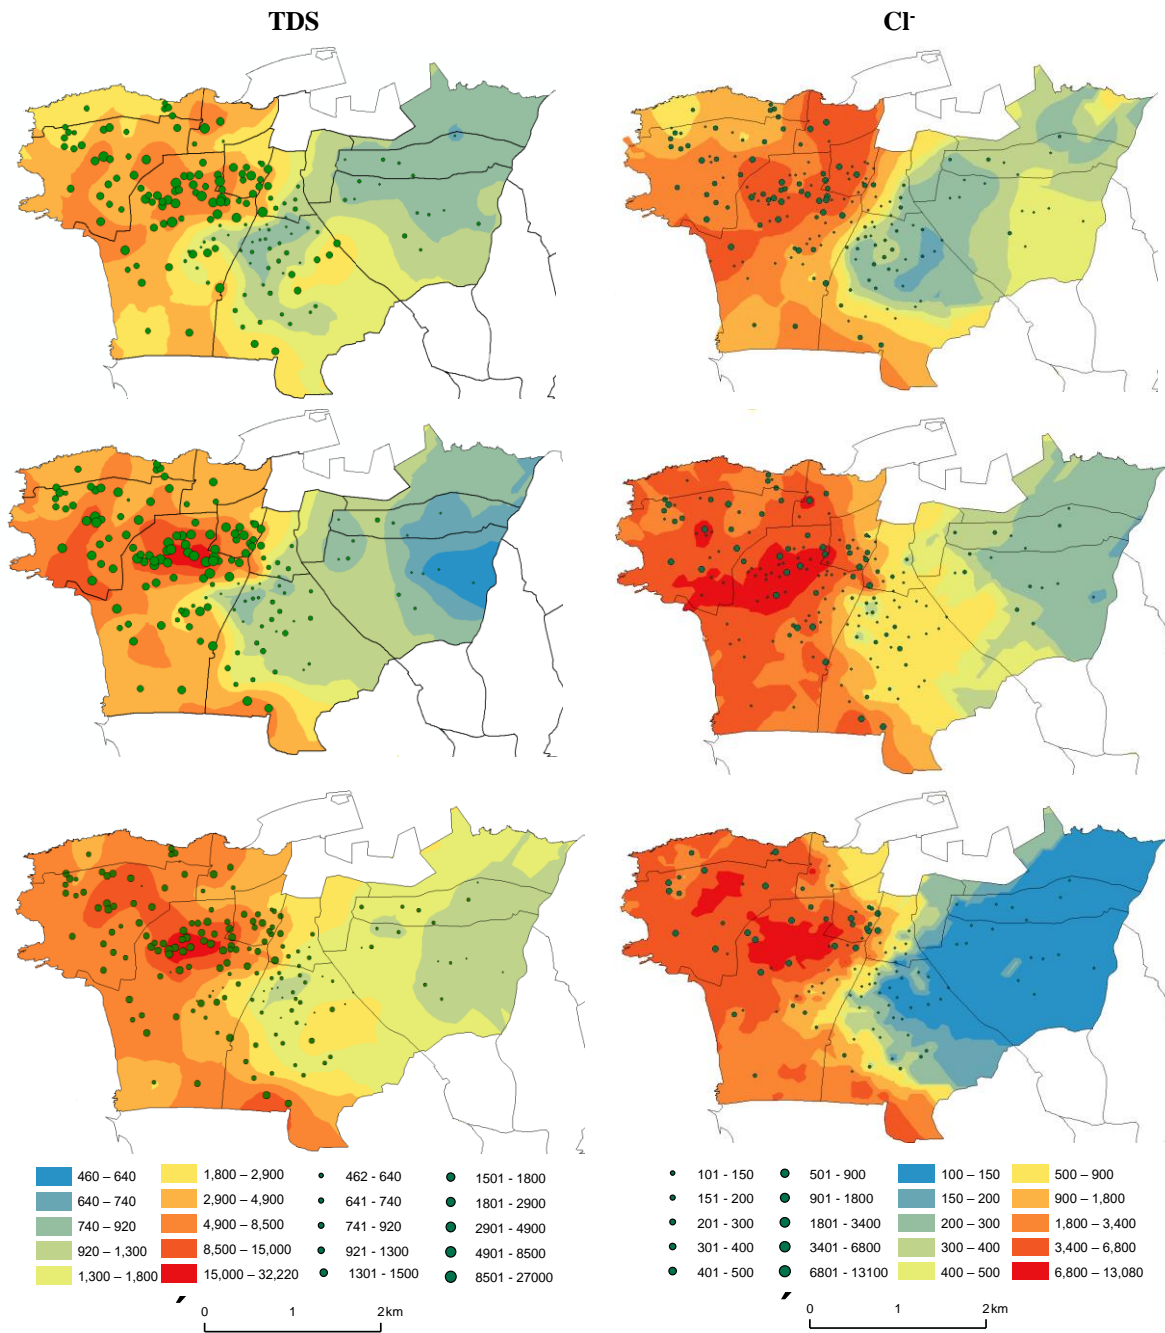 TDS
Cl-
460 – 640
640 – 740
740 – 920
920 – 1,300
1,300 – 1,800
1,800 – 2,900
2,900 – 4,900
4,900 – 8,500
8,500 – 15,000
15,000 – 32,220
462 - 640
641 - 740
741 - 920
921 - 1300
1301 - 1500
1501 - 1800
1801 - 2900
2901 - 4900
4901 - 8500
8501 - 27000
0 1 2 km
101 - 150
151 - 200
201 - 300
301 - 400
401 - 500
501 - 900
901 - 1800
1801 - 3400
3401 - 6800
6801 - 13100
100 – 150
150 – 200
200 – 300
300 – 400
400 – 500
500 – 900
900 – 1,800
1,800 – 3,400
3,400 – 6,800
6,800 – 13,080
0 1 2 km